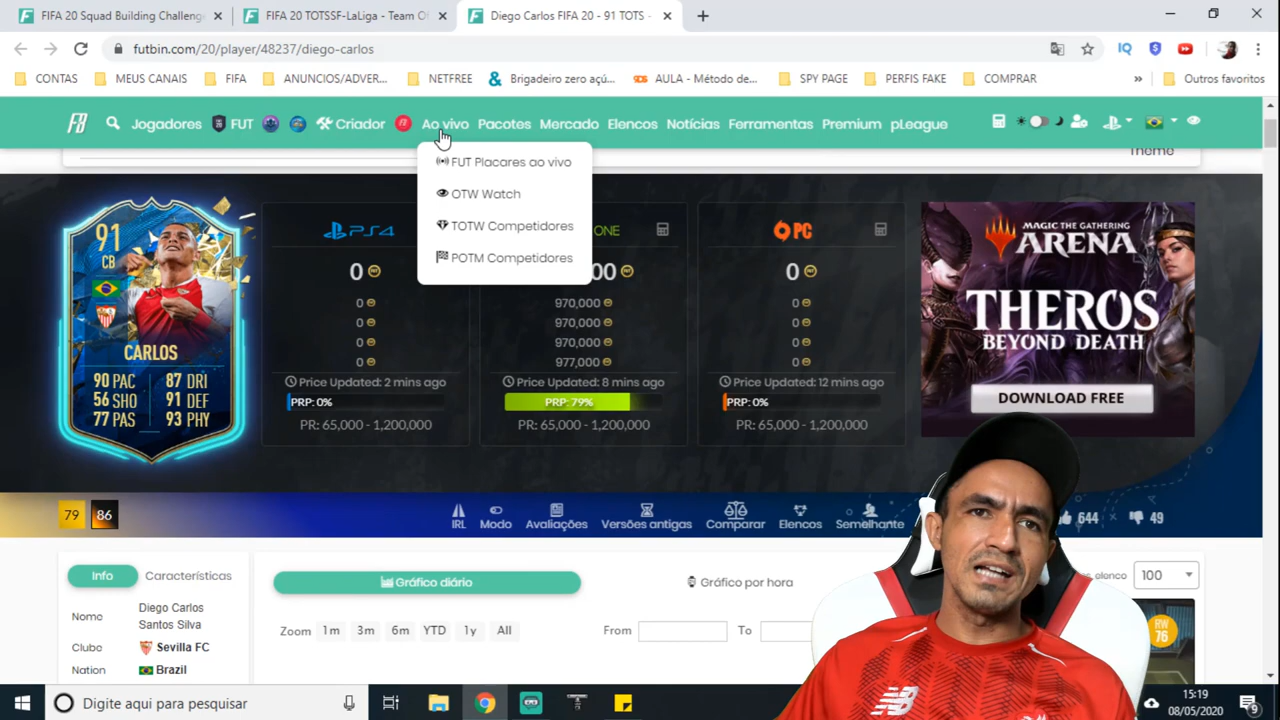 FIFA 20 Squad Building Challenge
FIFA 20 TOTSSF-LaLiga - Team Of
Diego Carlos FIFA 20 - 91 TOTS -
futbin.com/20/player/48237/diego-carlos
CONTAS
MEUS CANAIS
FIFA
ANUNCIOS/ADVER...
NETFREE
Brigadeiro zero açú...
AULA - Método de...
SPY PAGE
PERFIS FAKE
COMPRAR
»
Outros favoritos
Jogadores
FUT
Criador
Ao vivo
Pacotes
Mercado
Elencos
Notícias
Ferramentas
Premium
pLeague
Theme
FUT Placares ao vivo
OTW Watch
TOTW Competidores
POTM Competidores
91
CB
CARLOS
90 PAC 87 DRI
56 SHO 91 DEF
77 PAS 93 PHY
PS4
0
0
0
0
0
Price Updated: 2 mins ago
PRP: 0%
PR: 65,000 - 1,200,000
ONE
00
970,000
970,000
970,000
977,000
Price Updated: 8 mins ago
PRP: 79%
PR: 65,000 - 1,200,000
PC
0
0
0
0
0
Price Updated: 12 mins ago
PRP: 0%
PR: 65,000 - 1,200,000
MAGIC THE GATHERING
ARENA
THEROS
BEYOND DEATH
DOWNLOAD FREE
79 86
IRL
Modo
Avaliações
Versões antigas
Comparar
Elencos
Semelhante
644
49
Info
Características
Nome
Diego Carlos
Santos Silva
Clube
Sevilla FC
Nation
Brazil
Gráfico diário
Gráfico por hora
Zoom 1m 3m 6m YTD 1y All
From
To
elenco
100
RW
76
Digite aqui para pesquisar
15:19
08/05/2020
9